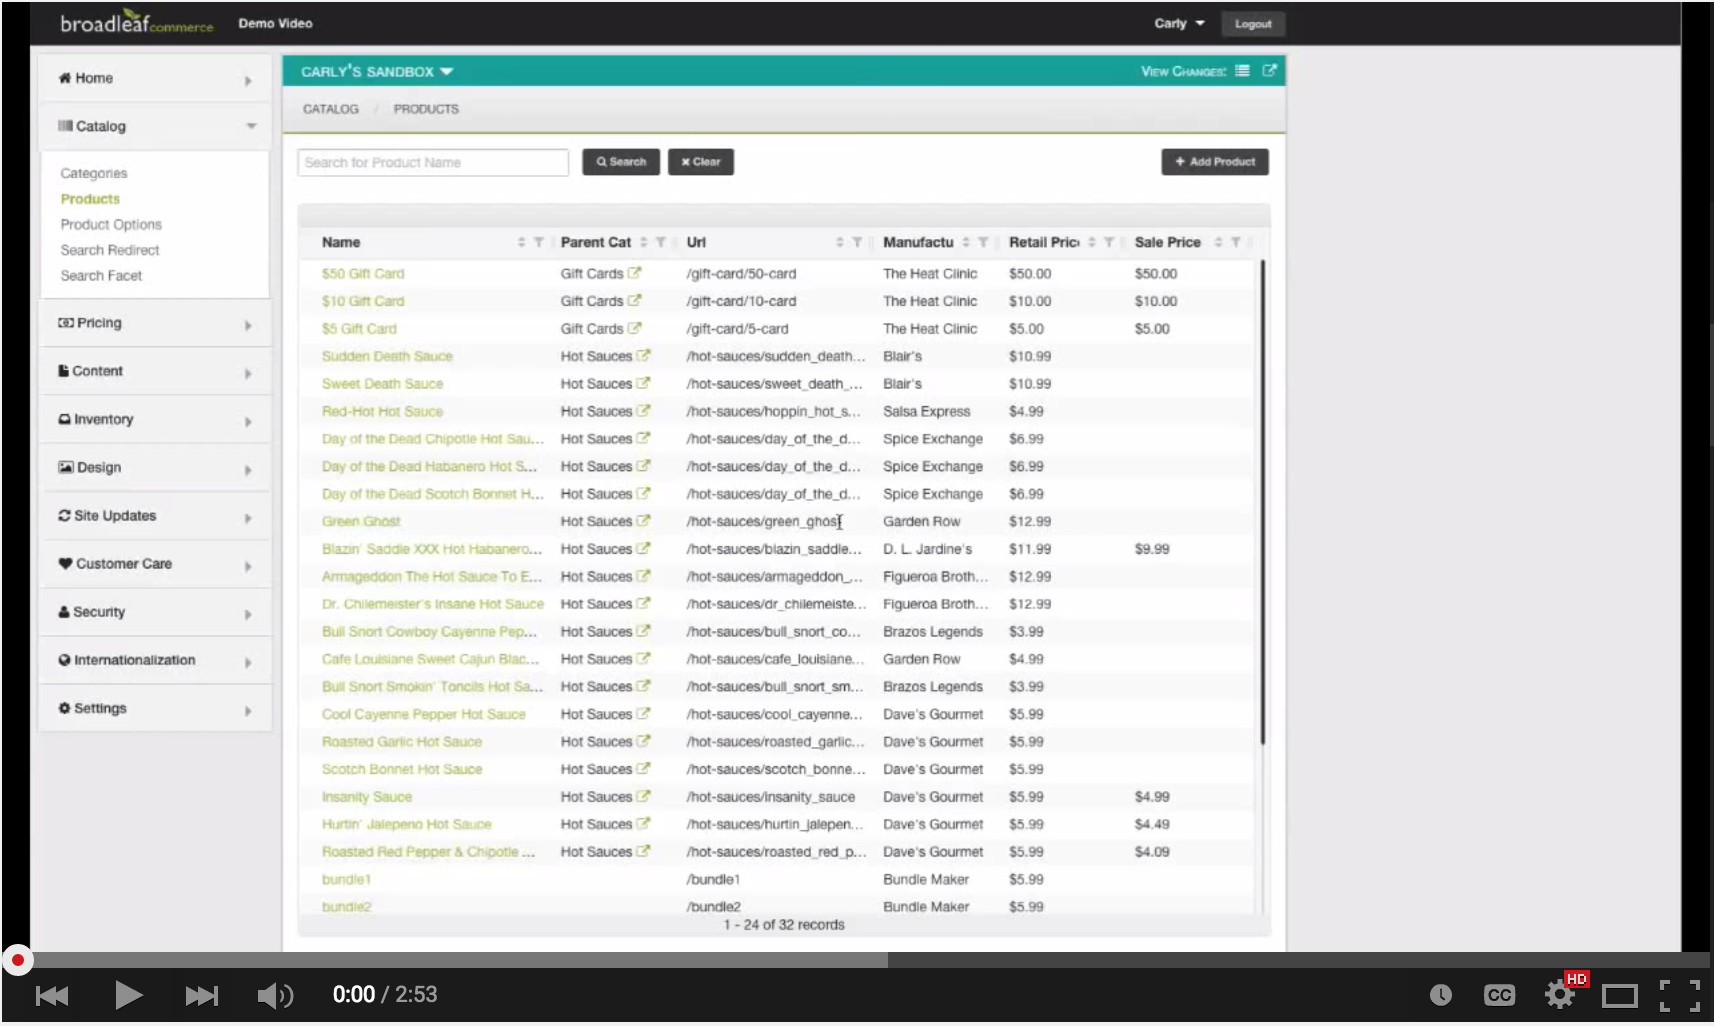 broadleafcommerce Demo Video Carly Logout
Home
Catalog
Categories
Products
Product Options
Search Redirect
Search Facet
Pricing
Content
Inventory
Design
Site Updates
Customer Care
Security
Internationalization
Settings
CARLY'S SANDBOX VIEW CHANGES:
CATALOG / PRODUCTS
Search for Product Name Search Clear + Add Product
Name Parent Cat Url Manufactu Retail Pric Sale Price
$50 Gift Card Gift Cards /gift-card/50-card The Heat Clinic $50.00 $50.00
$10 Gift Card Gift Cards /gift-card/10-card The Heat Clinic $10.00 $10.00
$5 Gift Card Gift Cards /gift-card/5-card The Heat Clinic $5.00 $5.00
Sudden Death Sauce Hot Sauces /hot-sauces/sudden_death... Blair's $10.99
Sweet Death Sauce Hot Sauces /hot-sauces/sweet_death_... Blair's $10.99
Red-Hot Hot Sauce Hot Sauces /hot-sauces/hoppin_hot_s... Salsa Express $4.99
Day of the Dead Chipotle Hot Sau... Hot Sauces /hot-sauces/day_of_the_d... Spice Exchange $6.99
Day of the Dead Habanero Hot S... Hot Sauces /hot-sauces/day_of_the_d... Spice Exchange $6.99
Day of the Dead Scotch Bonnet H... Hot Sauces /hot-sauces/day_of_the_d... Spice Exchange $6.99
Green Ghost Hot Sauces /hot-sauces/green_ghost Garden Row $12.99
Blazin' Saddle XXX Hot Habanero... Hot Sauces /hot-sauces/blazin_saddle... D. L. Jardine's $11.99 $9.99
Armageddon The Hot Sauce To E... Hot Sauces /hot-sauces/armageddon_... Figueroa Broth... $12.99
Dr. Chilemeister's Insane Hot Sauce Hot Sauces /hot-sauces/dr_chilemeiste... Figueroa Broth... $12.99
Bull Snort Cowboy Cayenne Pep... Hot Sauces /hot-sauces/bull_snort_co... Brazos Legends $3.99
Cafe Louisiane Sweet Cajun Blac... Hot Sauces /hot-sauces/cafe_louisiane... Garden Row $4.99
Bull Snort Smokin' Toncils Hot Sa... Hot Sauces /hot-sauces/bull_snort_sm... Brazos Legends $3.99
Cool Cayenne Pepper Hot Sauce Hot Sauces /hot-sauces/cool_cayenne... Dave's Gourmet $5.99
Roasted Garlic Hot Sauce Hot Sauces /hot-sauces/roasted_garlic... Dave's Gourmet $5.99
Scotch Bonnet Hot Sauce Hot Sauces /hot-sauces/scotch_bonne... Dave's Gourmet $5.99
Insanity Sauce Hot Sauces /hot-sauces/insanity_sauce Dave's Gourmet $5.99 $4.99
Hurtin' Jalepeno Hot Sauce Hot Sauces /hot-sauces/hurtin_jalepen... Dave's Gourmet $5.99 $4.49
Roasted Red Pepper & Chipotle ... Hot Sauces /hot-sauces/roasted_red_p... Dave's Gourmet $5.99 $4.09
bundle1 /bundle1 Bundle Maker $5.99
bundle2 /bundle2 Bundle Maker $5.99
1 - 24 of 32 records
0:00 / 2:53 CC HD